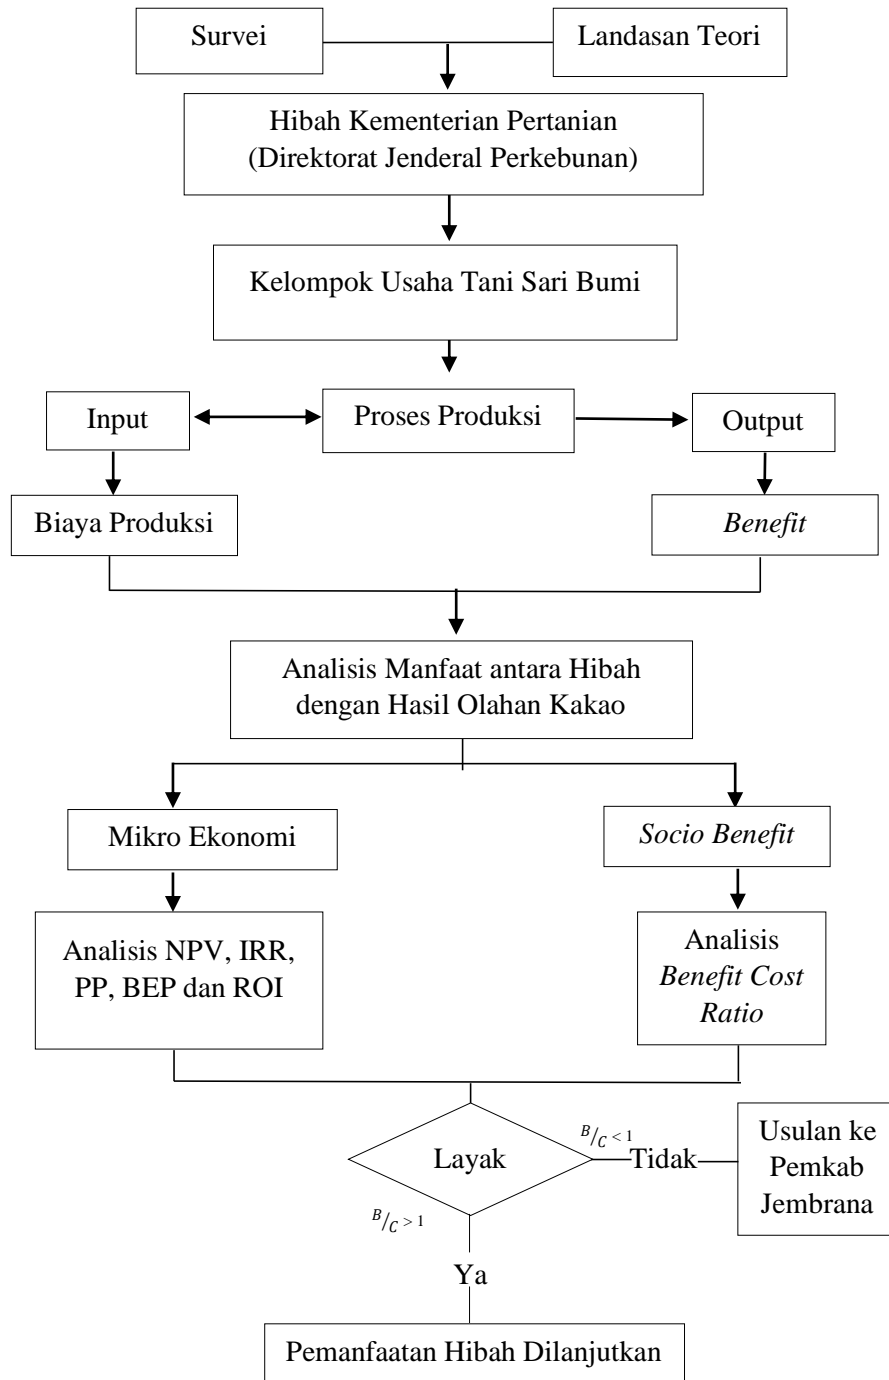 Survei
Landasan Teori
Hibah Kementerian Pertanian
(Direktorat Jenderal Perkebunan)
Kelompok Usaha Tani Sari Bumi
Input
Proses Produksi
Output
Biaya Produksi
Benefit
Analisis Manfaat antara Hibah
dengan Hasil Olahan Kakao
Mikro Ekonomi
Socio Benefit
Analisis NPV, IRR,
PP, BEP dan ROI
Analisis
Benefit Cost
Ratio
Layak
B/C < 1
Tidak
Usulan ke
Pemkab
Jembrana
B/C > 1
Ya
Pemanfaatan Hibah Dilanjutkan